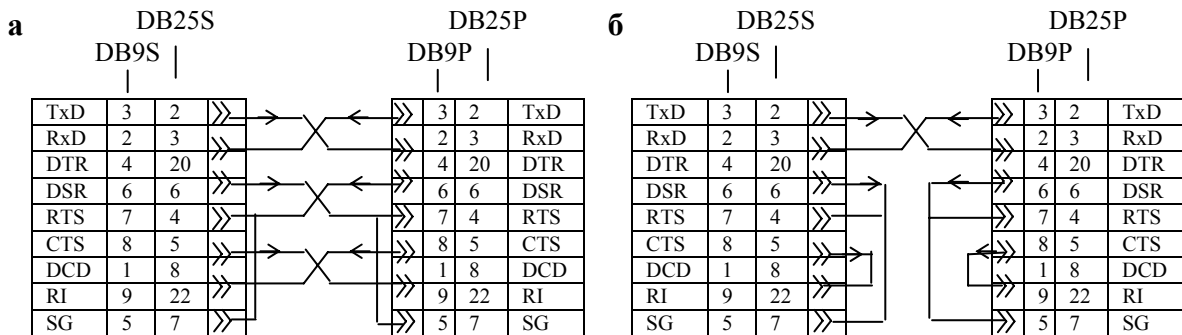 а DB25S DB25P б DB25S DB25P
DB9S DB9P DB9S DB9P
TxD 3 2 3 2 TxD TxD 3 2 3 2 TxD
RxD 2 3 2 3 RxD RxD 2 3 2 3 RxD
DTR 4 20 4 20 DTR DTR 4 20 4 20 DTR
DSR 6 6 6 6 DSR DSR 6 6 6 6 DSR
RTS 7 4 7 4 RTS RTS 7 4 7 4 RTS
CTS 8 5 8 5 CTS CTS 8 5 8 5 CTS
DCD 1 8 1 8 DCD DCD 1 8 1 8 DCD
RI 9 22 9 22 RI RI 9 22 9 22 RI
SG 5 7 5 7 SG SG 5 7 5 7 SG